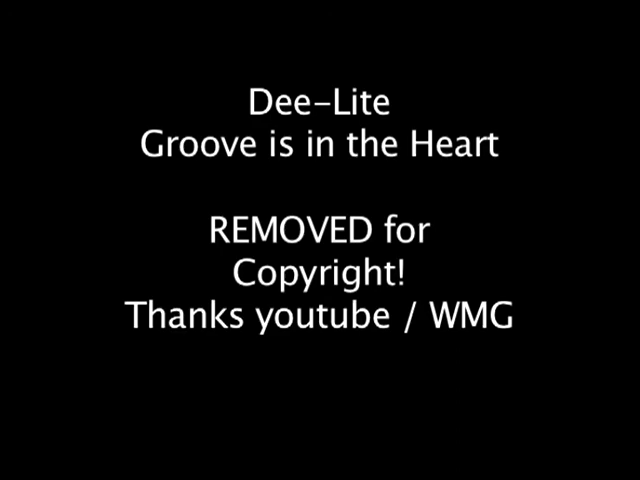 Dee-Lite
Groove is in the Heart
REMOVED for
Copyright!
Thanks youtube / WMG